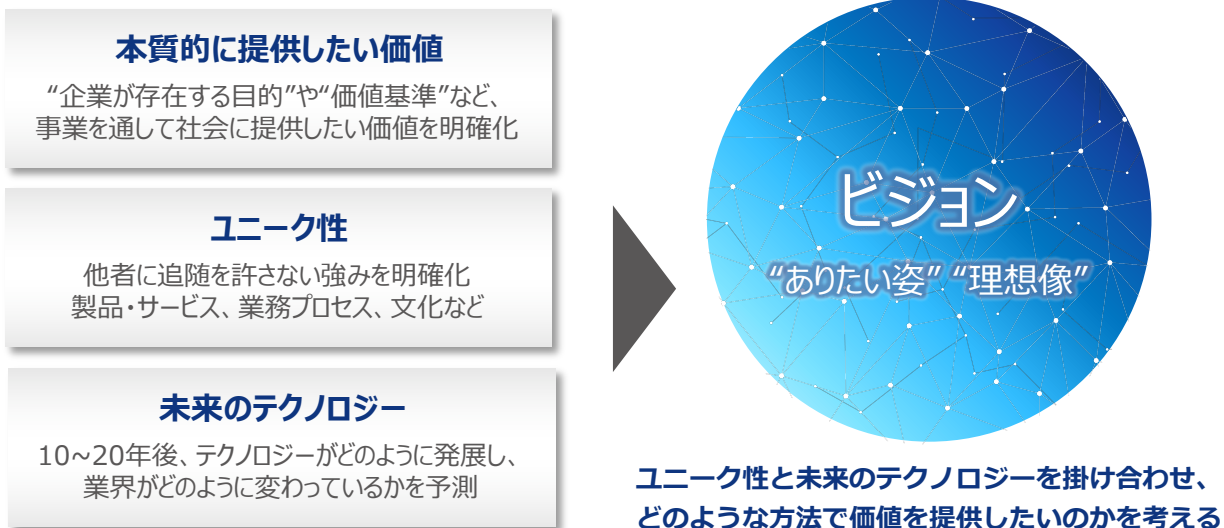 本質的に提供したい価値
“企業が存在する目的”や“価値基準”など、
事業を通して社会に提供したい価値を明確化
ユニーク性
他者に追随を許さない強みを明確化
製品・サービス、業務プロセス、文化など
未来のテクノロジー
10~20年後、テクノロジーがどのように発展し、
業界がどのように変わっているかを予測
ビジョン
“ありたい姿” “理想像”
ユニーク性と未来のテクノロジーを掛け合わせ、
どのような方法で価値を提供したいのかを考える